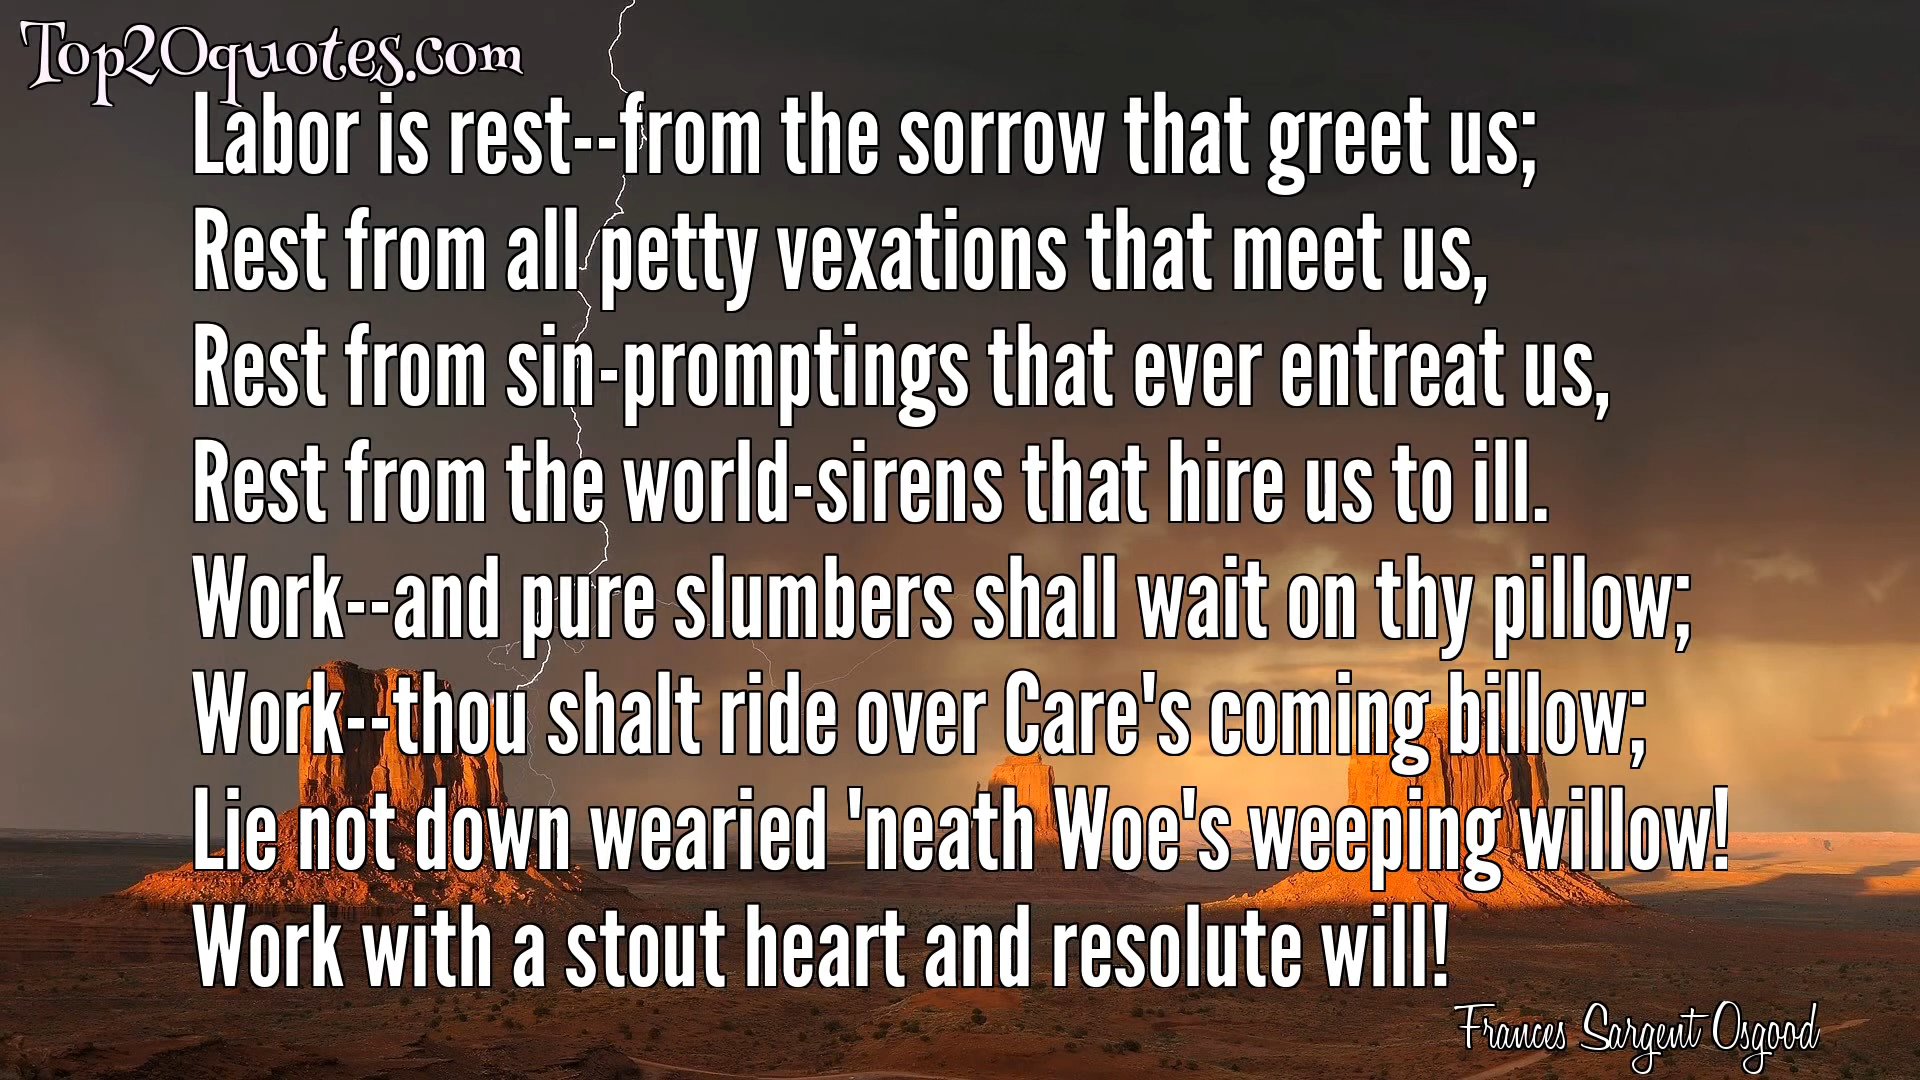 Top20quotes.com
Labor is rest--from the sorrow that greet us;
Rest from all petty vexations that meet us,
Rest from sin-promptings that ever entreat us,
Rest from the world-sirens that hire us to ill.
Work--and pure slumbers shall wait on thy pillow;
Work--thou shalt ride over Care's coming billow;
Lie not down wearied 'neath Woe's weeping willow!
Work with a stout heart and resolute will!
Frances Sargent Osgood